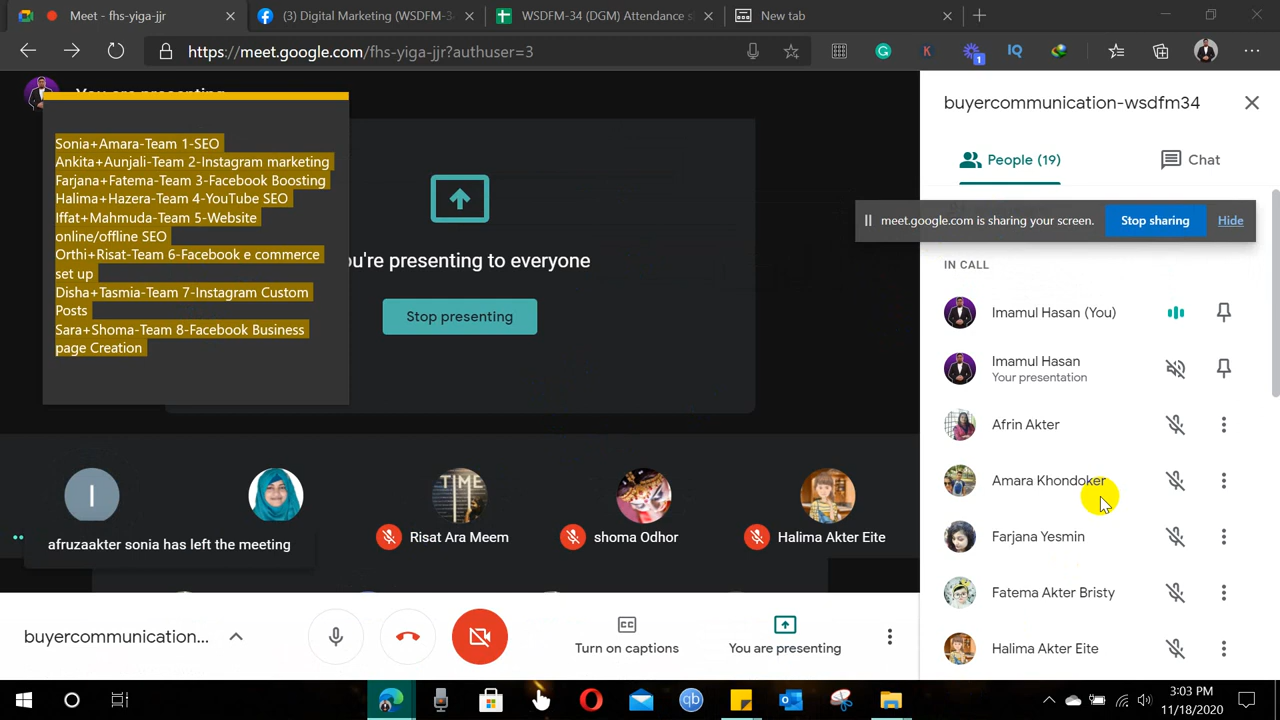 Meet - fhs-yiga-jjr
(3) Digital Marketing (WSDFM-34
WSDFM-34 (DGM) Attendance s
New tab
https://meet.google.com/fhs-yiga-jjr?authuser=3
1
You are presenting
Sonia+Amara-Team 1-SEO
Ankita+Aunjali-Team 2-Instagram marketing
Farjana+Fatema-Team 3-Facebook Boosting
Halima+Hazera-Team 4-YouTube SEO
Iffat+Mahmuda-Team 5-Website
online/offline SEO
Orthi+Risat-Team 6-Facebook e commerce
set up
Disha+Tasmia-Team 7-Instagram Custom
Posts
Sara+Shoma-Team 8-Facebook Business
page Creation
You're presenting to everyone
Stop presenting
I
TIME
afruzaakter sonia has left the meeting
Risat Ara Meem
shoma Odhor
Halima Akter Eite
buyercommunication-wsdfm34
People (19)
Chat
meet.google.com is sharing your screen.
Stop sharing
Hide
IN CALL
Imamul Hasan (You)
Imamul Hasan
Your presentation
Afrin Akter
Amara Khondoker
Farjana Yesmin
Fatema Akter Bristy
Halima Akter Eite
buyercommunication...
Turn on captions
You are presenting
3:03 PM
11/18/2020